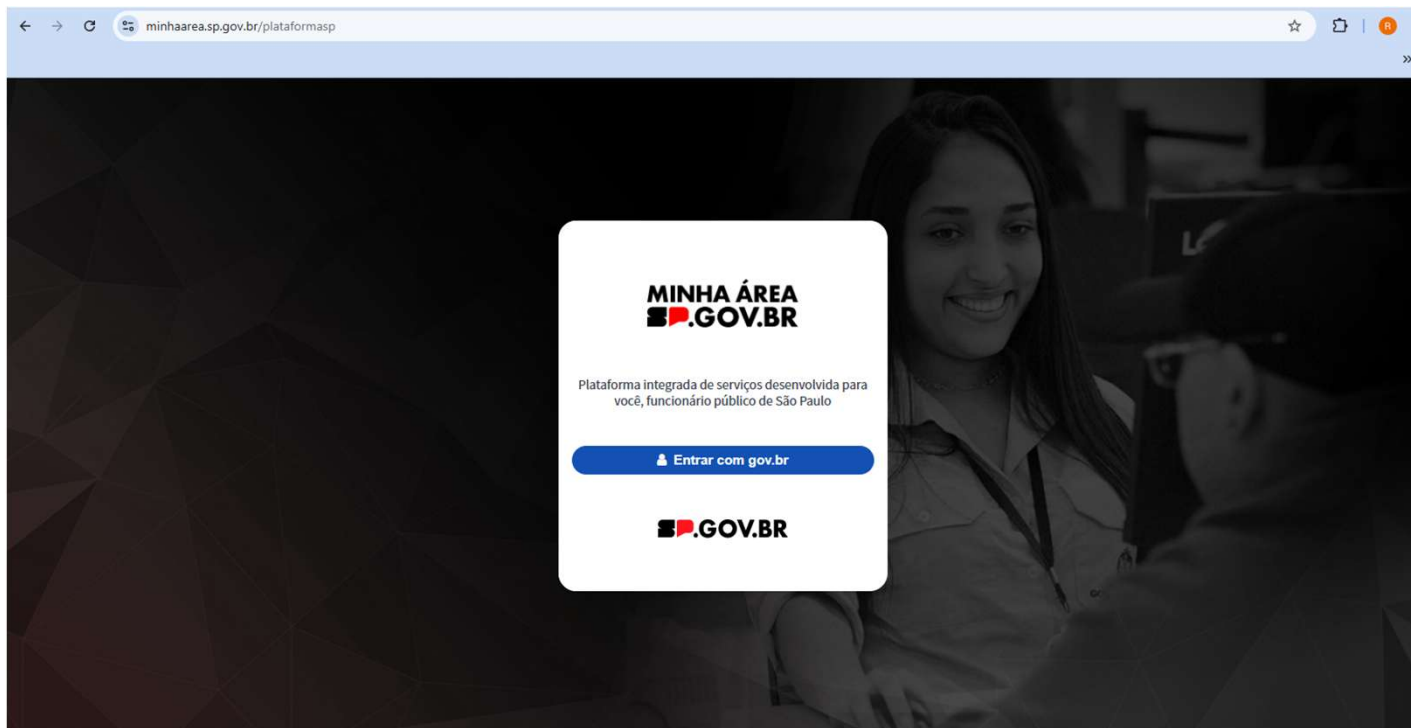 minhaarea.sp.gov.br/plataformasp
R
MINHA ÁREA
SP.GOV.BR
Plataforma integrada de serviços desenvolvida para
você, funcionário público de São Paulo
Entrar com gov.br
SP.GOV.BR